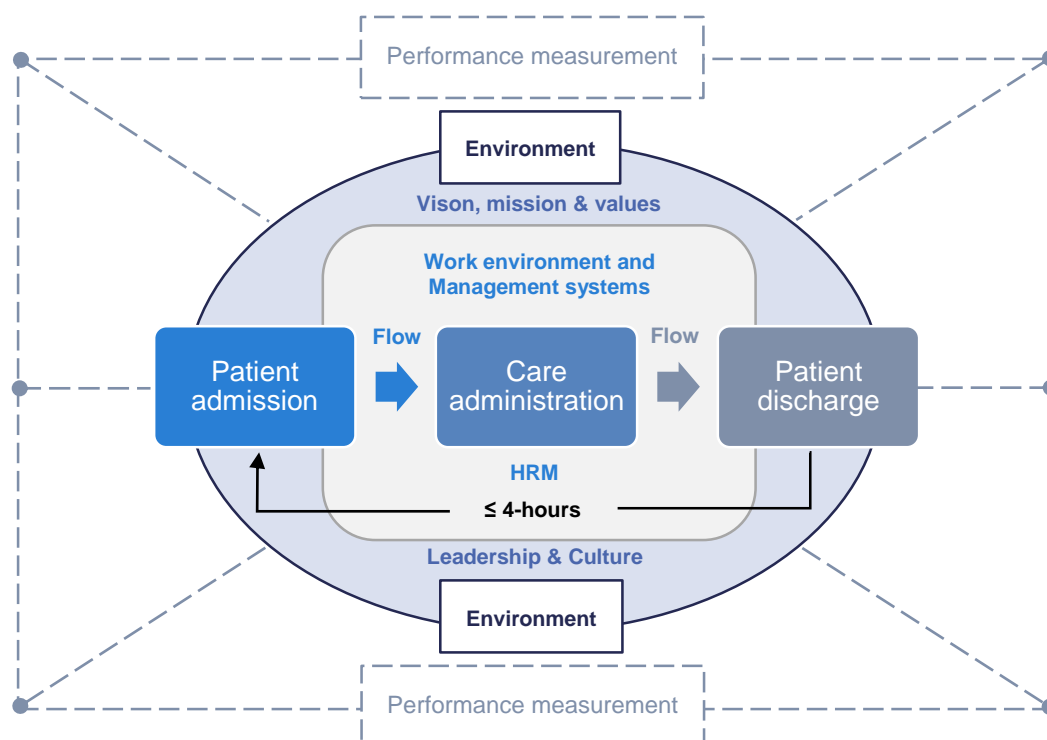 Performance measurement
Environment
Vison, mission & values
Work environment and
Management systems
Flow
Flow
Patient
admission
Care
administration
Patient
discharge
HRM
≤ 4-hours
Leadership & Culture
Environment
Performance measurement